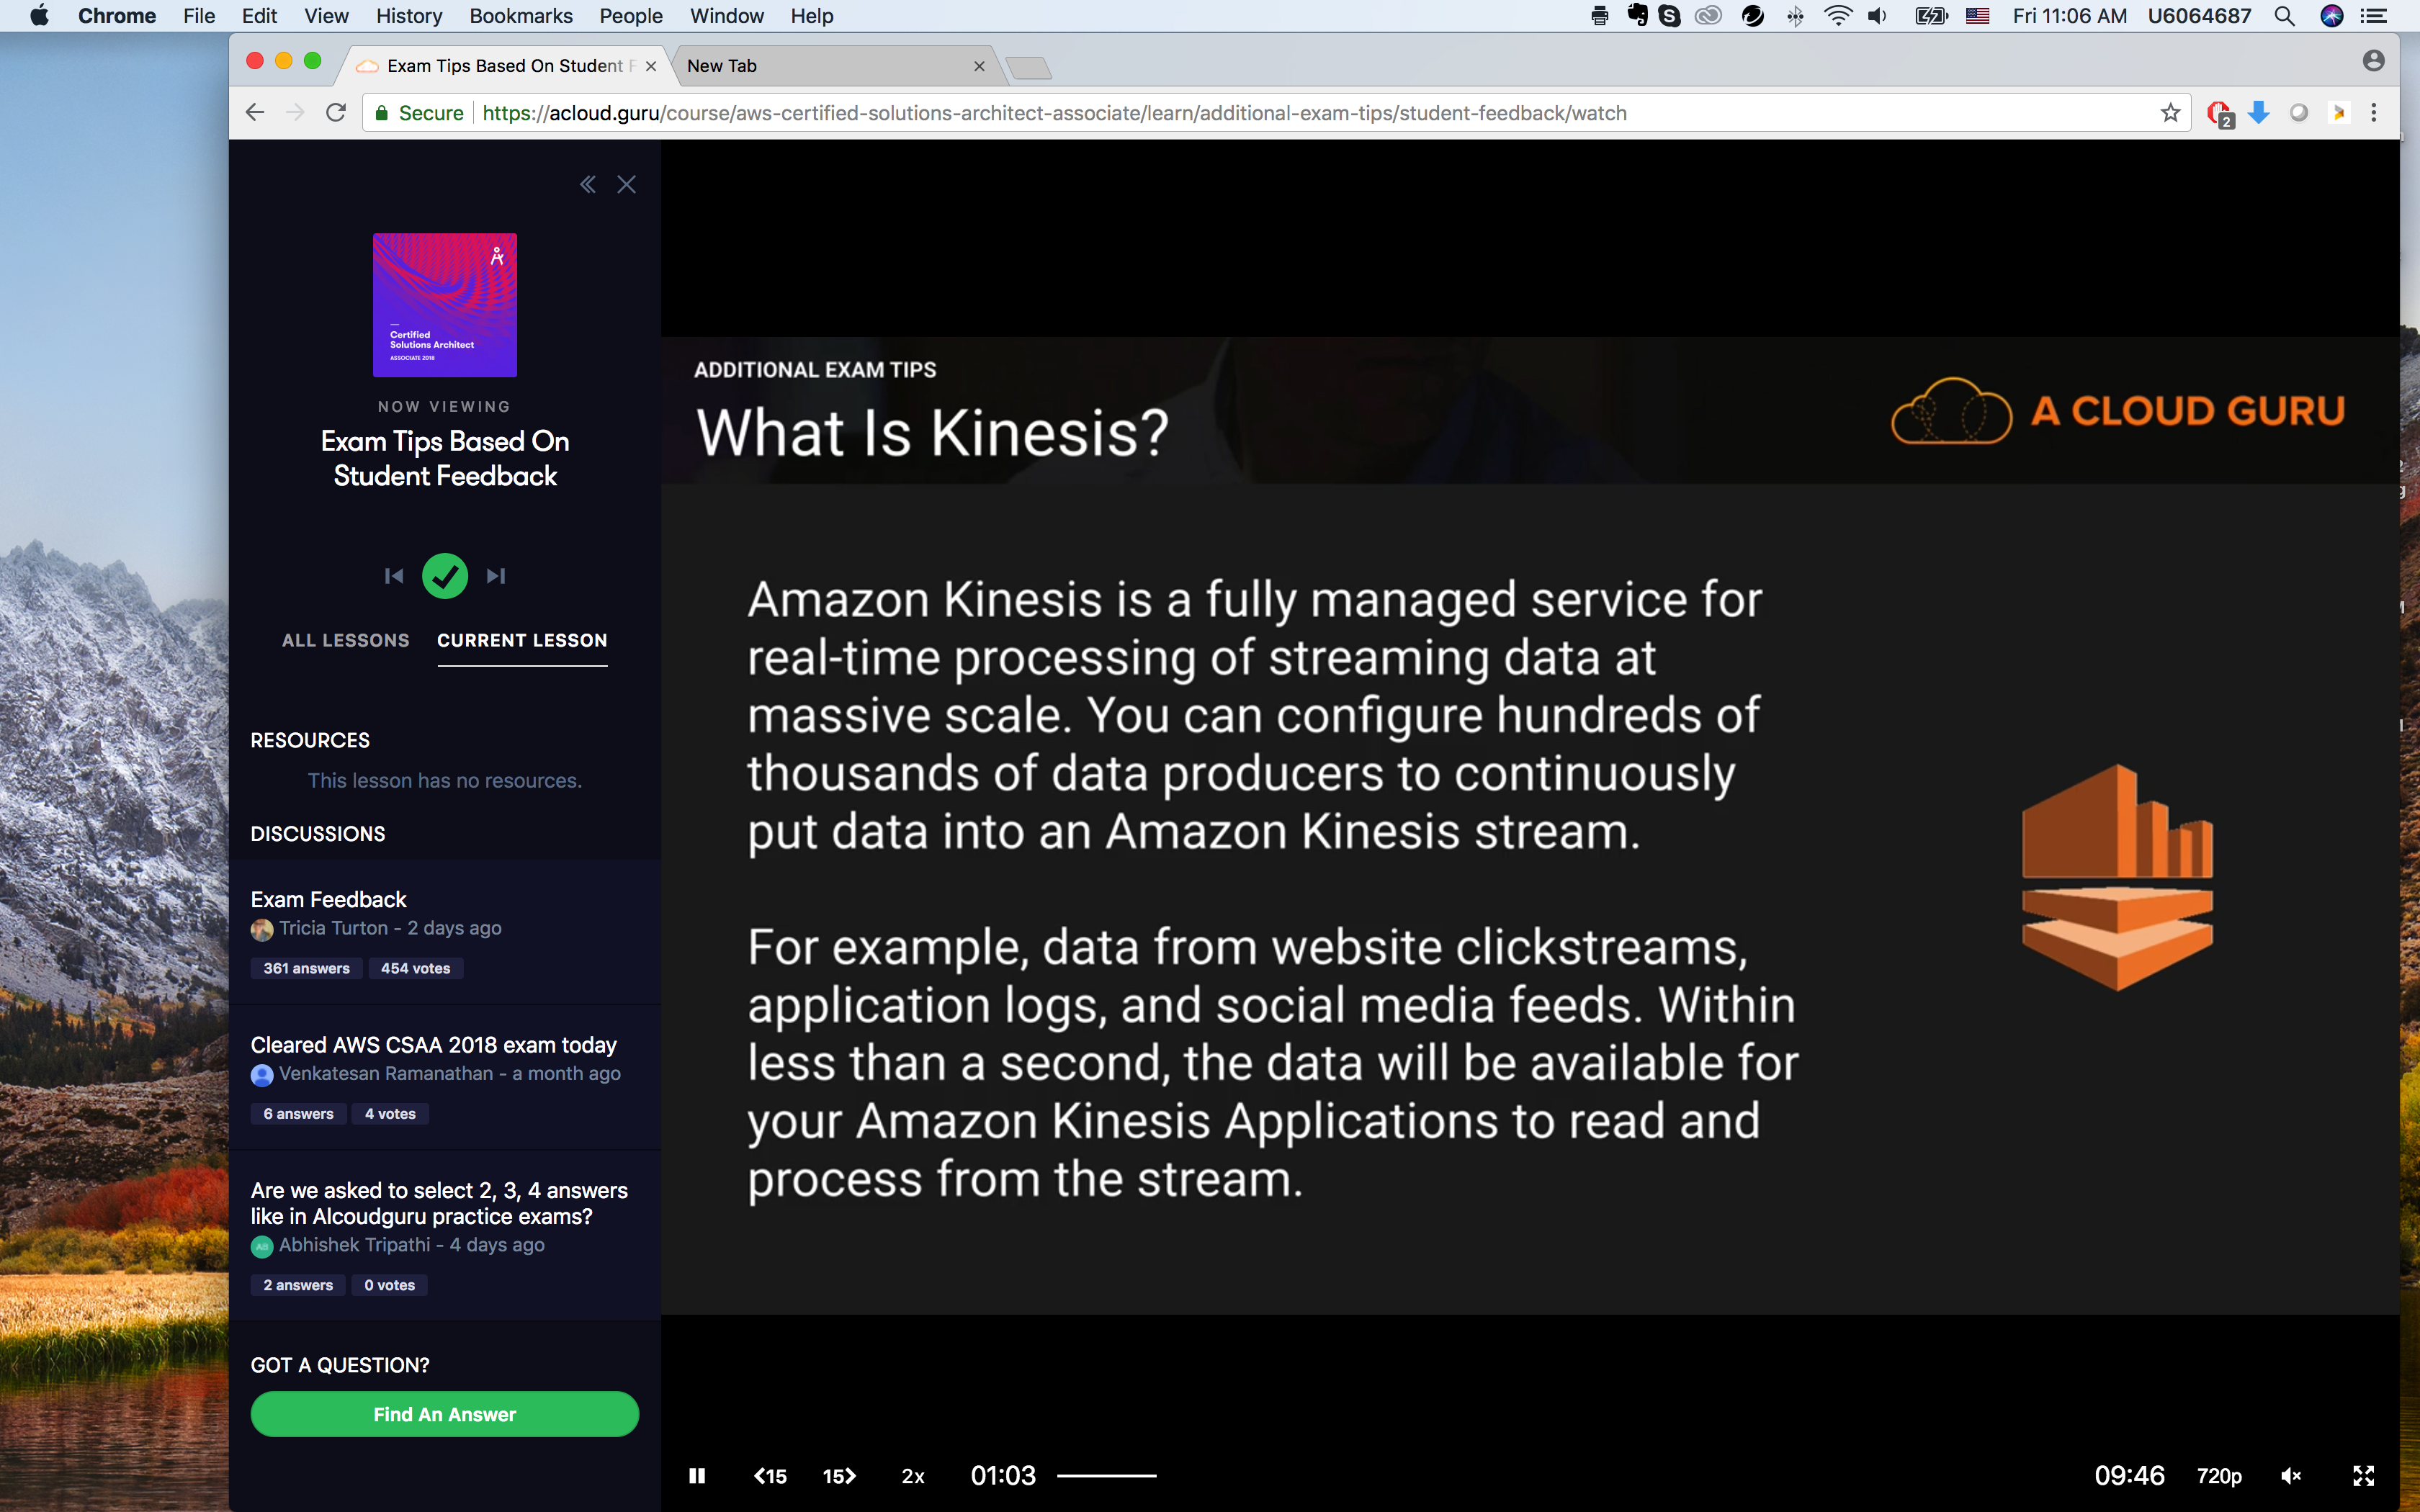 Chrome File Edit View History Bookmarks People Window Help
Fri 11:06 AM U6064687
Exam Tips Based On Student F
New Tab
Secure https://acloud.guru/course/aws-certified-solutions-architect-associate/learn/additional-exam-tips/student-feedback/watch
2
Certified
Solutions Architect
ASSOCIATE 2018
NOW VIEWING
Exam Tips Based On
Student Feedback
ALL LESSONS CURRENT LESSON
RESOURCES
This lesson has no resources.
DISCUSSIONS
Exam Feedback
Tricia Turton - 2 days ago
361 answers 454 votes
Cleared AWS CSAA 2018 exam today
Venkatesan Ramanathan - a month ago
6 answers 4 votes
Are we asked to select 2, 3, 4 answers
like in Alcoudguru practice exams?
Abhishek Tripathi - 4 days ago
2 answers 0 votes
GOT A QUESTION?
Find An Answer
ADDITIONAL EXAM TIPS
What Is Kinesis?
A CLOUD GURU
Amazon Kinesis is a fully managed service for
real-time processing of streaming data at
massive scale. You can configure hundreds of
thousands of data producers to continuously
put data into an Amazon Kinesis stream.
For example, data from website clickstreams,
application logs, and social media feeds. Within
less than a second, the data will be available for
your Amazon Kinesis Applications to read and
process from the stream.
15 15 2x 01:03
09:46 720p